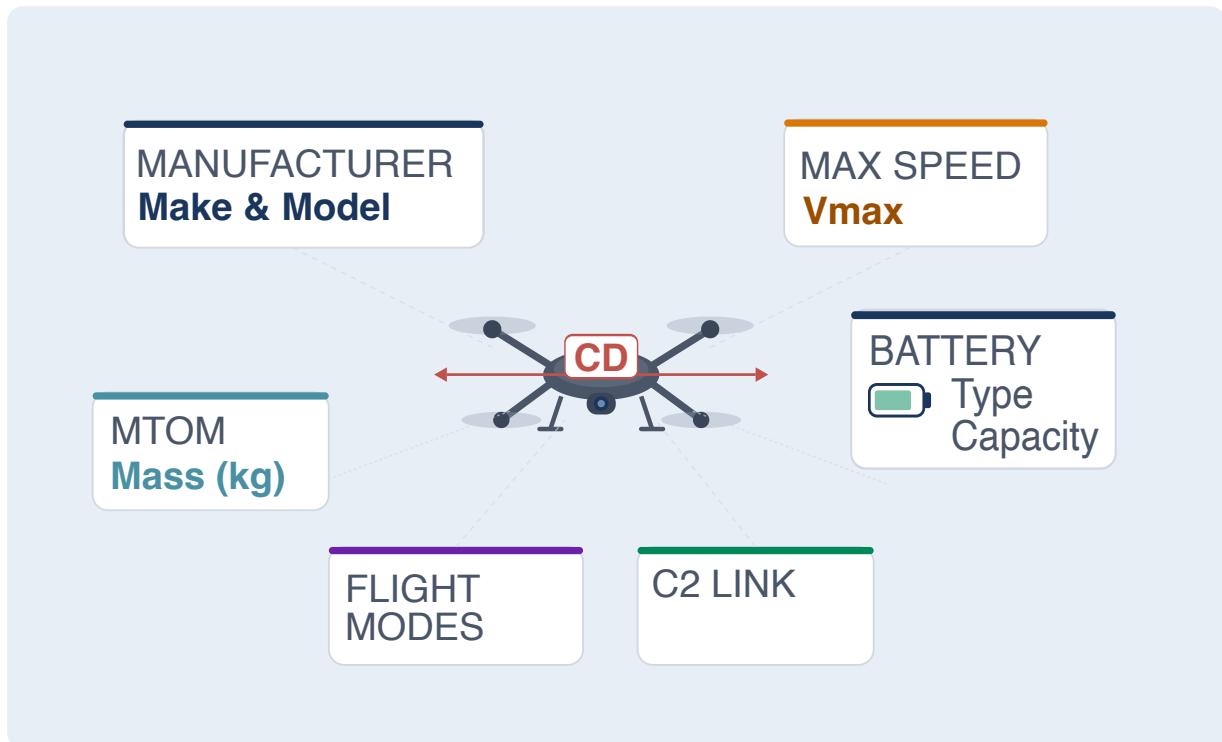 MANUFACTURER
Make & Model
MAX SPEED
Vmax
CD
BATTERY
Type
Capacity
MTOM
Mass (kg)
FLIGHT
MODES
C2 LINK